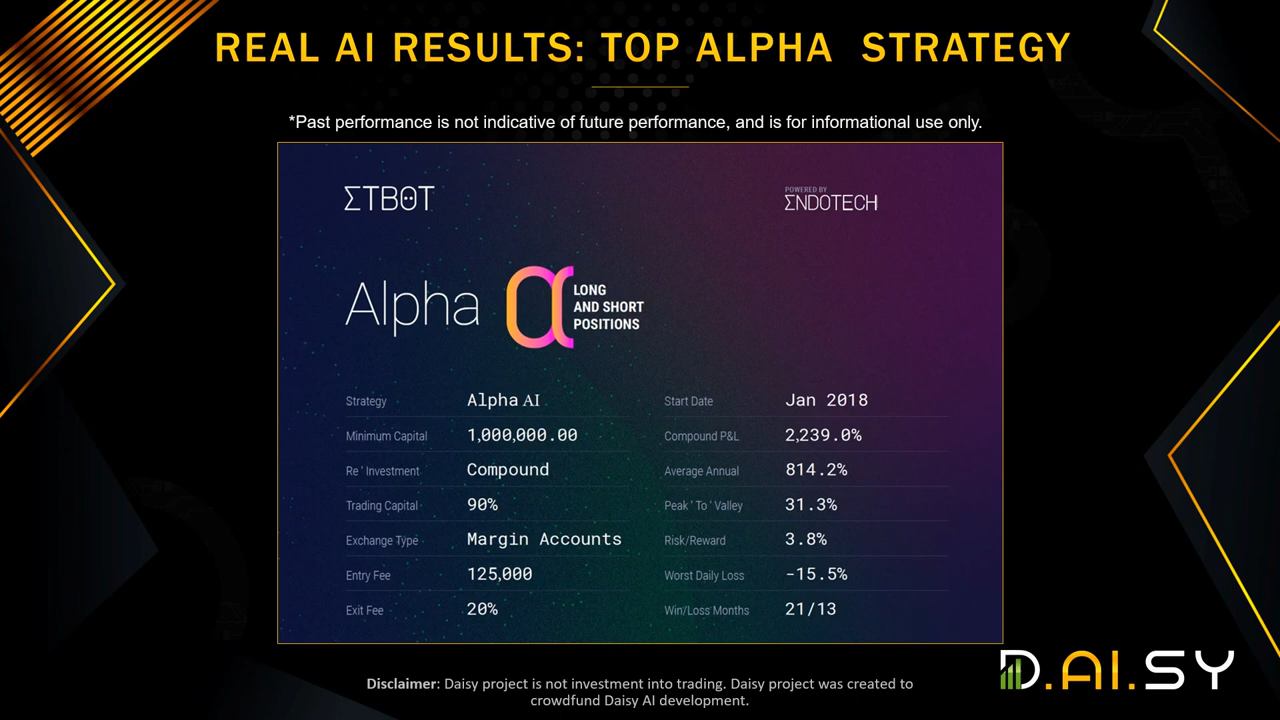 REAL AI RESULTS: TOP ALPHA STRATEGY
*Past performance is not indicative of future performance, and is for informational use only.
ΣTBOT
POWERED BY
ΣNDOTECH
Alpha α LONG
AND SHORT
POSITIONS
Strategy Alpha AI Start Date Jan 2018
Minimum Capital 1,000,000.00 Compound P&L 2,239.0%
Re ' Investment Compound Average Annual 814.2%
Trading Capital 90% Peak ' To ' Valley 31.3%
Exchange Type Margin Accounts Risk/Reward 3.8%
Entry Fee 125,000 Worst Daily Loss -15.5%
Exit Fee 20% Win/Loss Months 21/13
D.AI.SY
Disclaimer: Daisy project is not investment into trading. Daisy project was created to
crowdfund Daisy AI development.